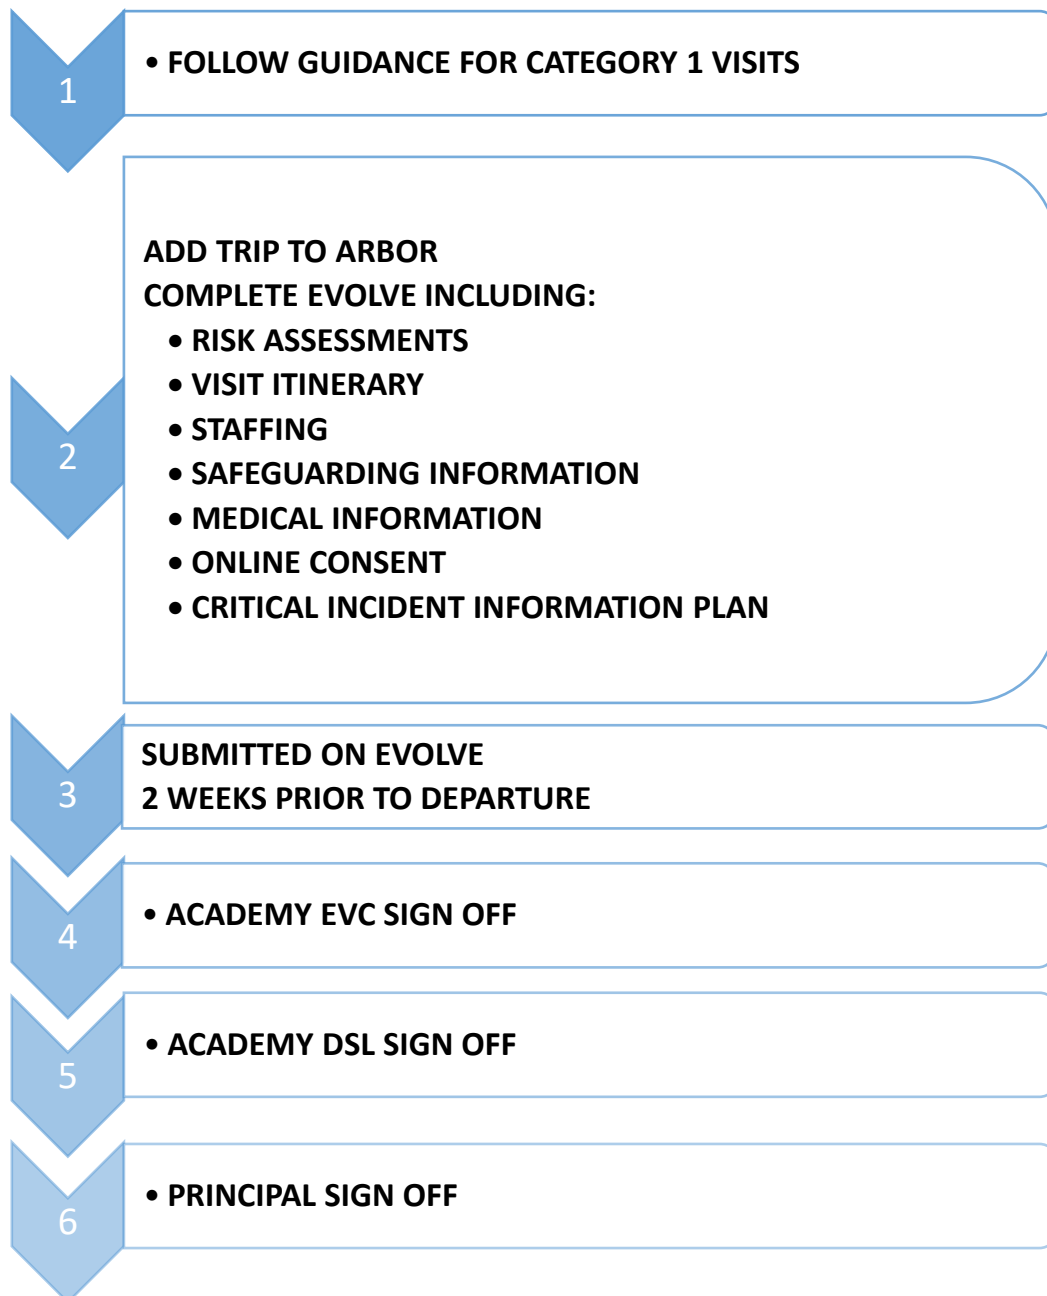 1
• FOLLOW GUIDANCE FOR CATEGORY 1 VISITS
2
ADD TRIP TO ARBOR
COMPLETE EVOLVE INCLUDING:
• RISK ASSESSMENTS
• VISIT ITINERARY
• STAFFING
• SAFEGUARDING INFORMATION
• MEDICAL INFORMATION
• ONLINE CONSENT
• CRITICAL INCIDENT INFORMATION PLAN
3
SUBMITTED ON EVOLVE
2 WEEKS PRIOR TO DEPARTURE
4
• ACADEMY EVC SIGN OFF
5
• ACADEMY DSL SIGN OFF
6
• PRINCIPAL SIGN OFF